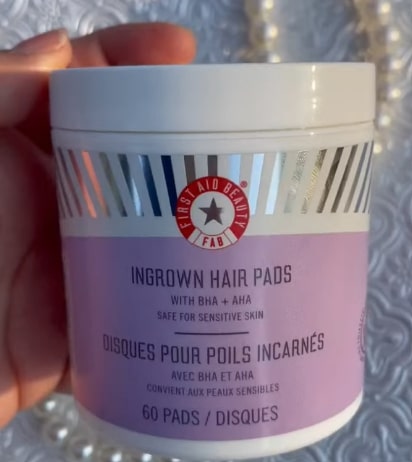 FIRST AID BEAUTY
FAB
INGROWN HAIR PADS
WITH BHA + AHA
SAFE FOR SENSITIVE SKIN
DISQUES POUR POILS INCARNÉS
AVEC BHA ET AHA
CONVIENT AUX PEAUX SENSIBLES
60 PADS / DISQUES